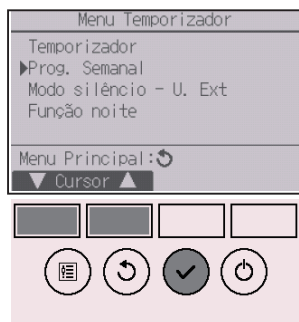 Menu Temporizador
Temporizador
▶Prog. Semanal
Modo silêncio - U. Ext
Função noite
Menu Principal:↺
▼ Cursor ▲